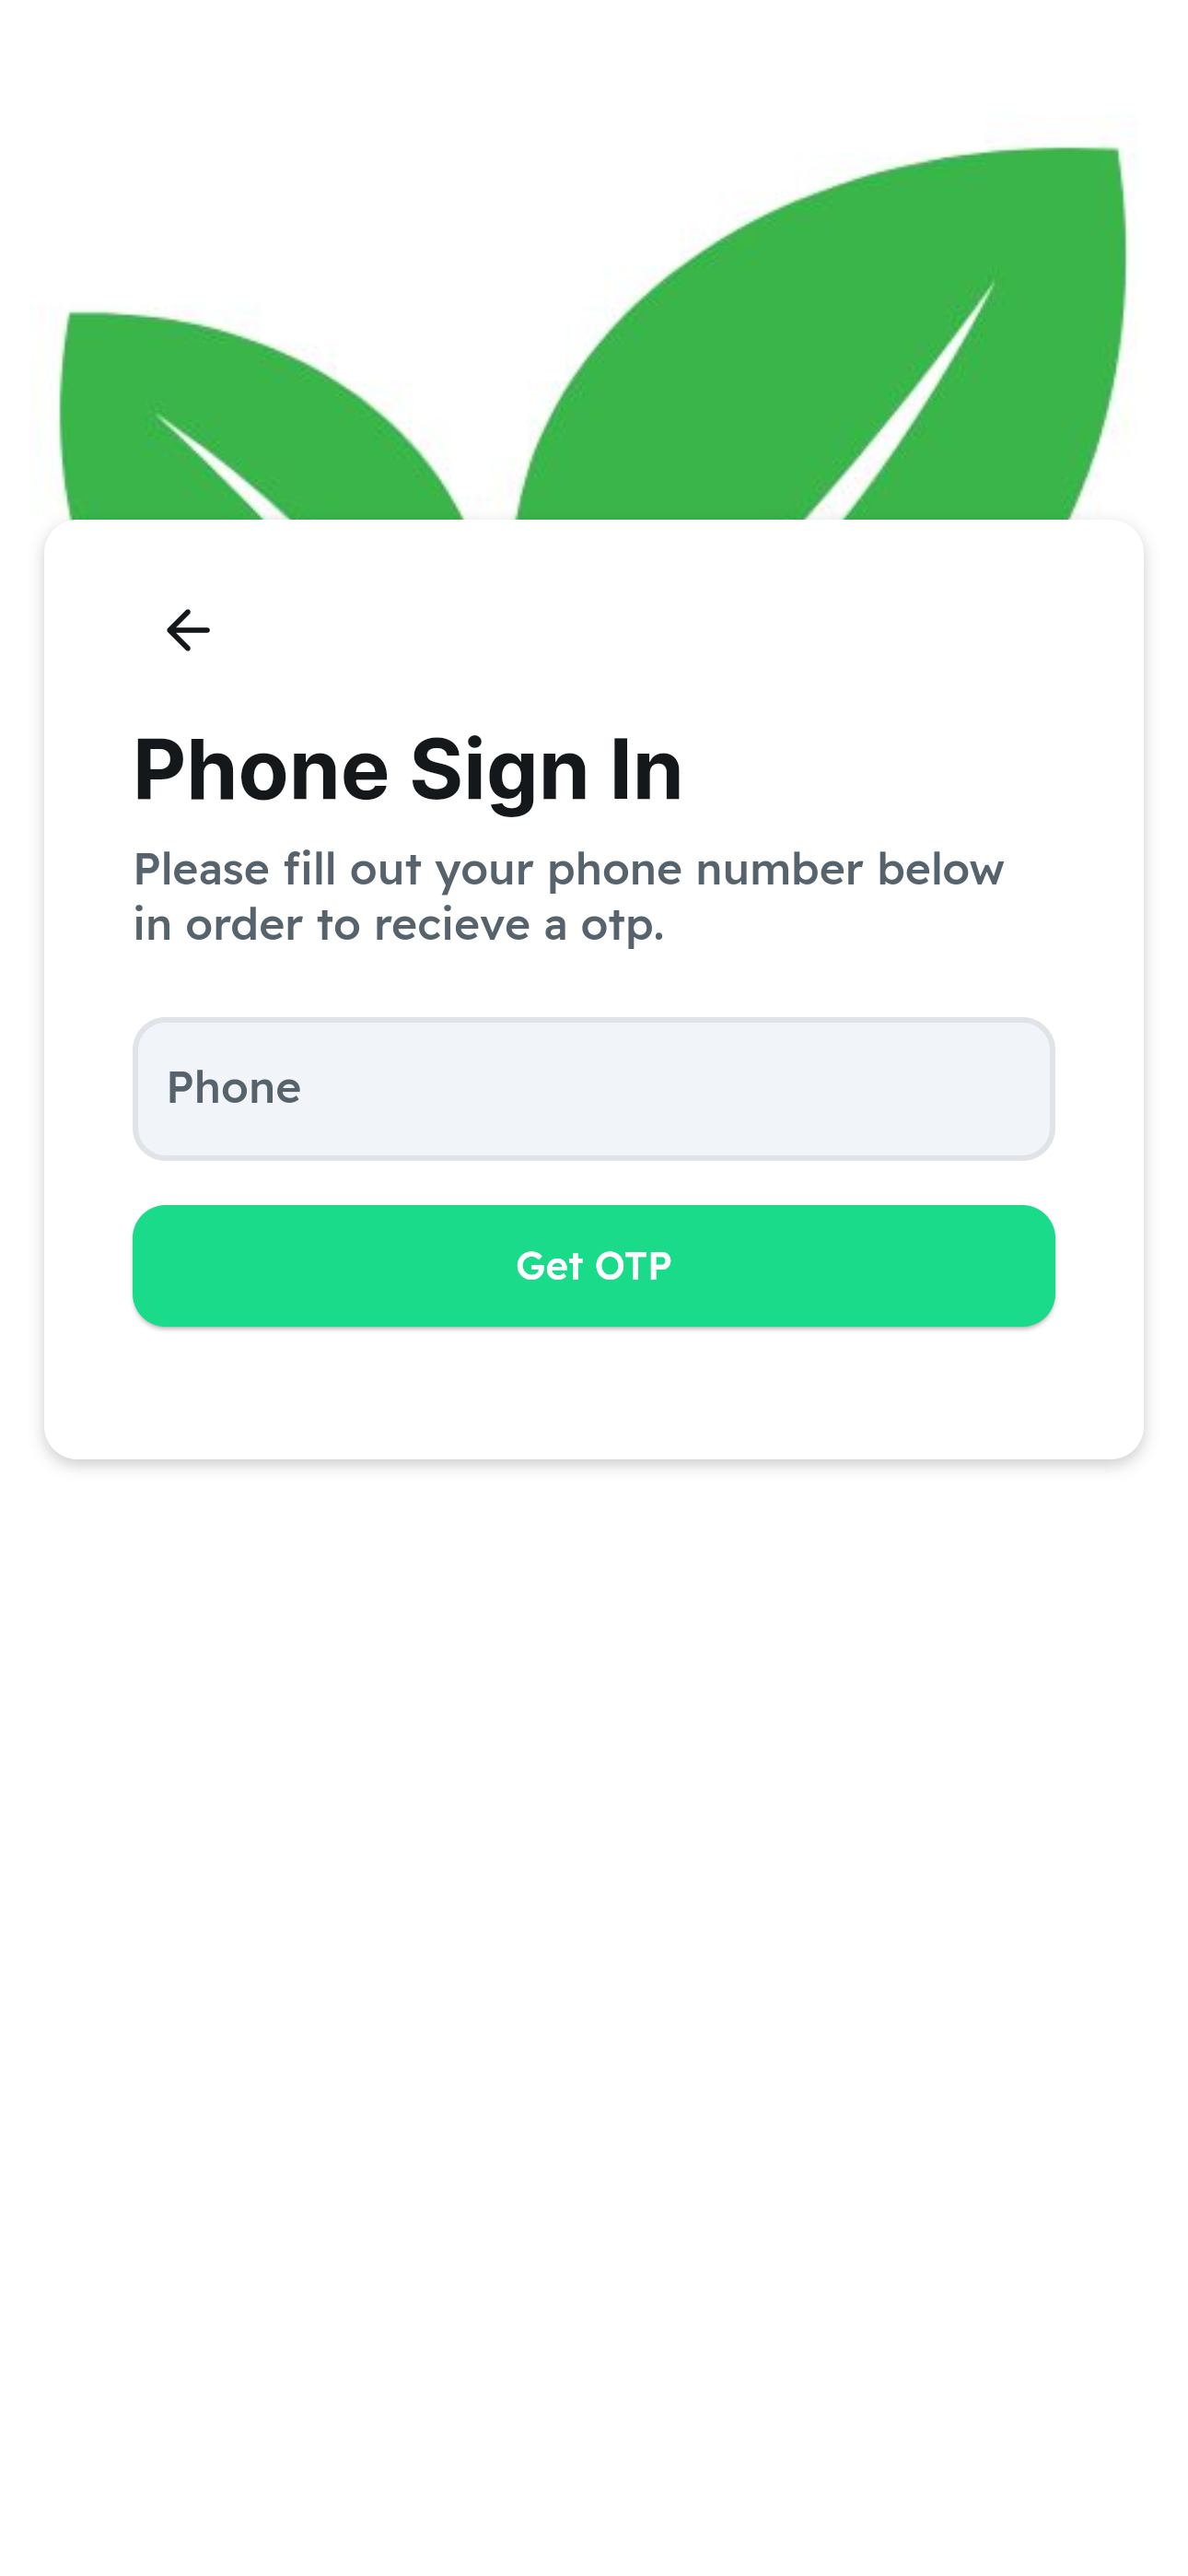 Phone Sign In
Please fill out your phone number below
in order to recieve a otp.
Phone
Get OTP